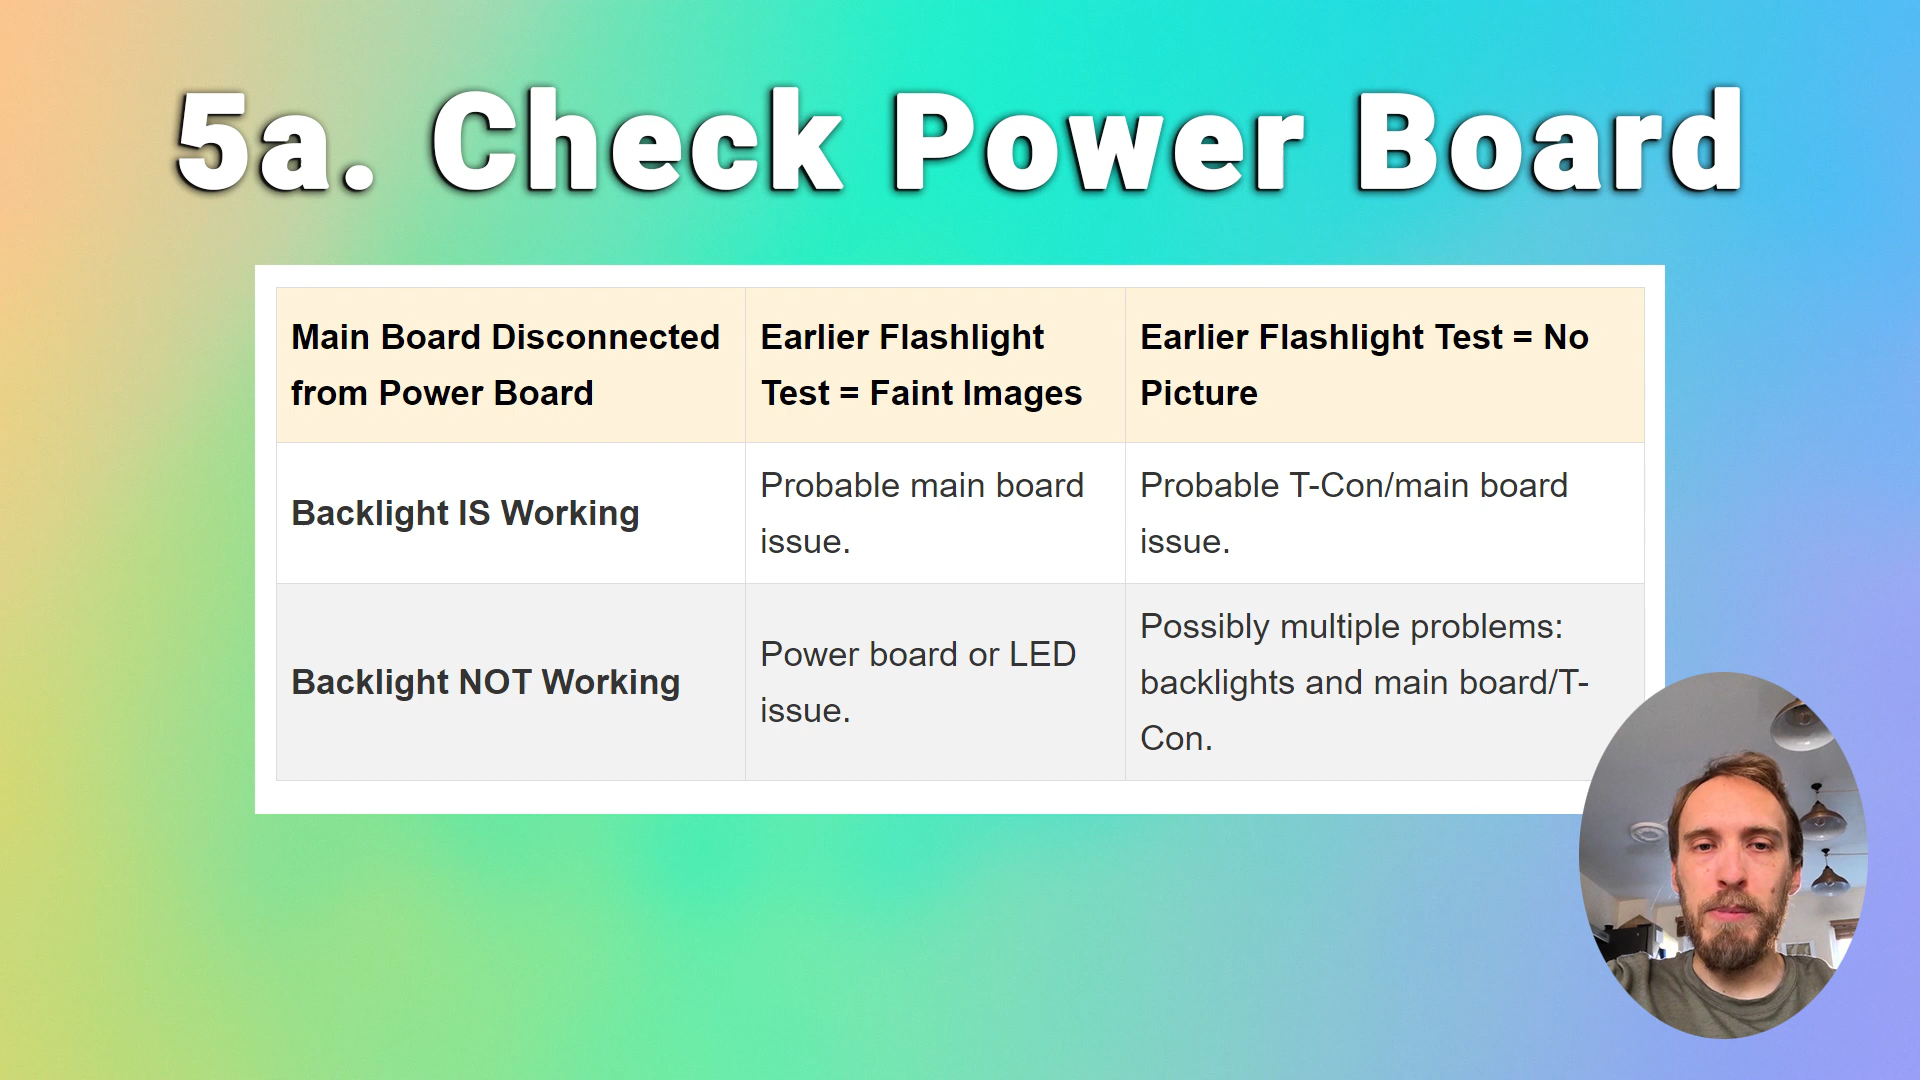 5a. Check Power Board
Main Board Disconnected
from Power Board
Earlier Flashlight
Test = Faint Images
Earlier Flashlight Test = No
Picture
Backlight IS Working
Probable main board
issue.
Probable T-Con/main board
issue.
Backlight NOT Working
Power board or LED
issue.
Possibly multiple problems:
backlights and main board/T-
Con.